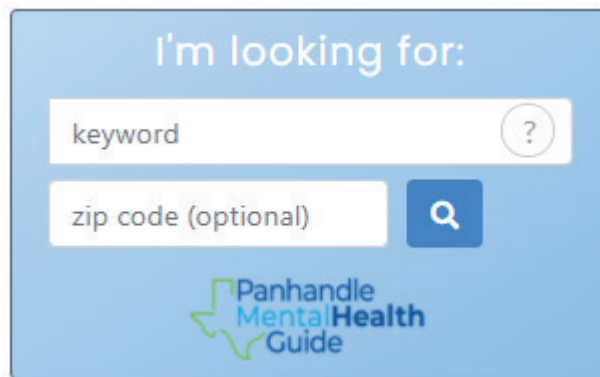 I'm looking for:
keyword
?
zip code (optional)
Panhandle
MentalHealth
Guide